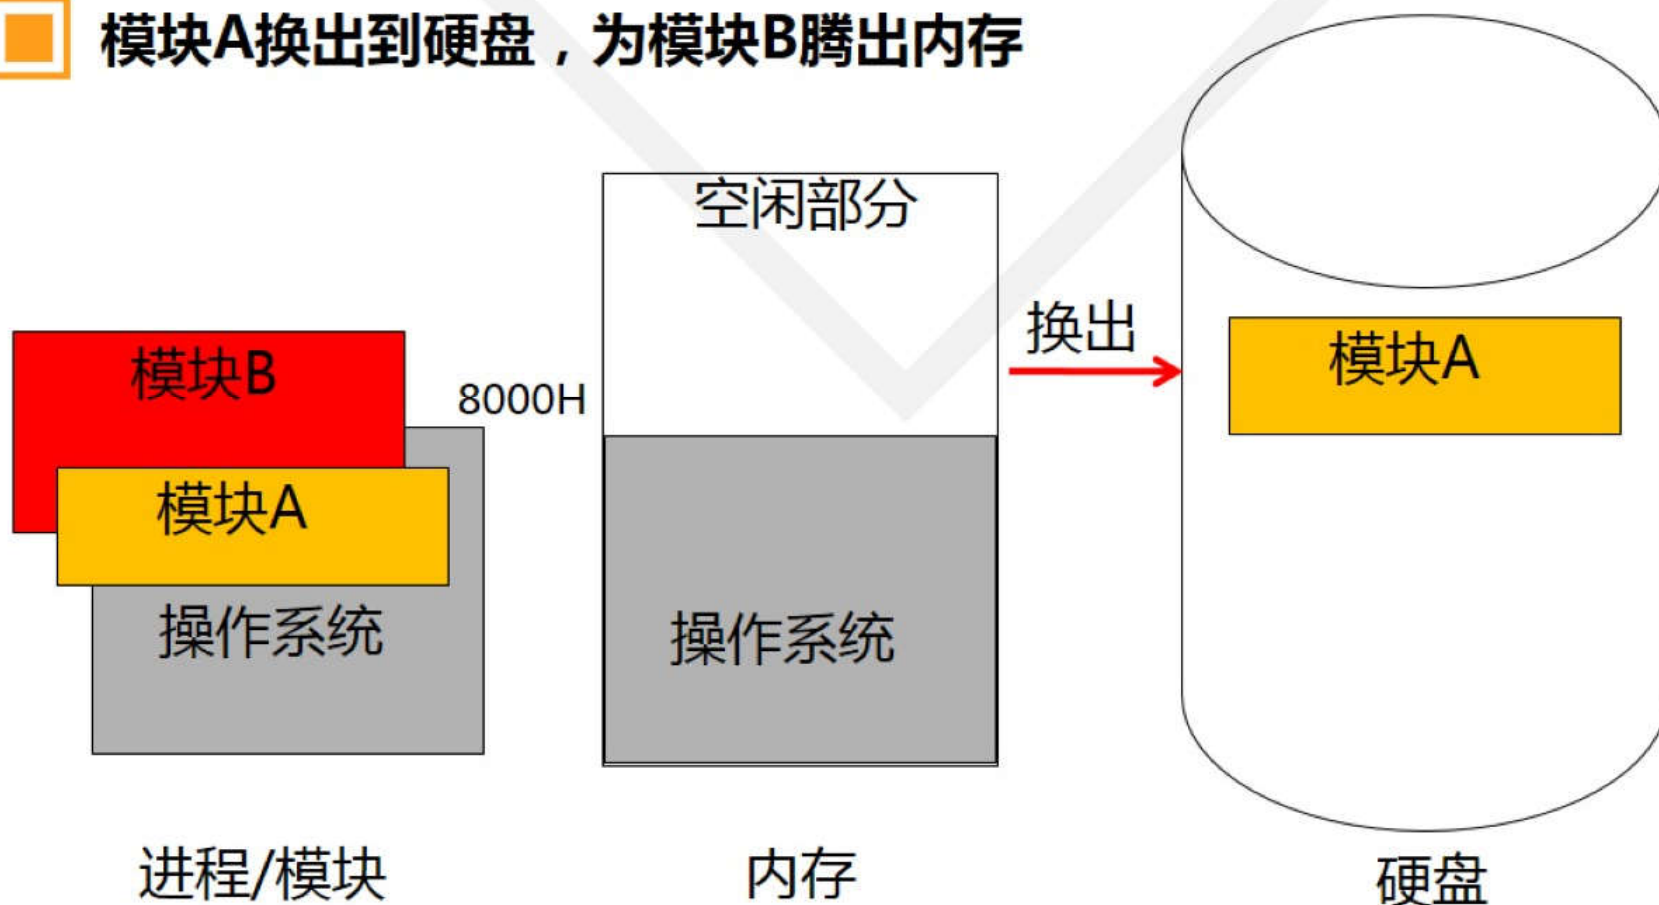 模块A换出到硬盘，为模块B腾出内存
空闲部分
换出
模块A
模块B
8000H
模块A
操作系统
操作系统
进程/模块
内存
硬盘